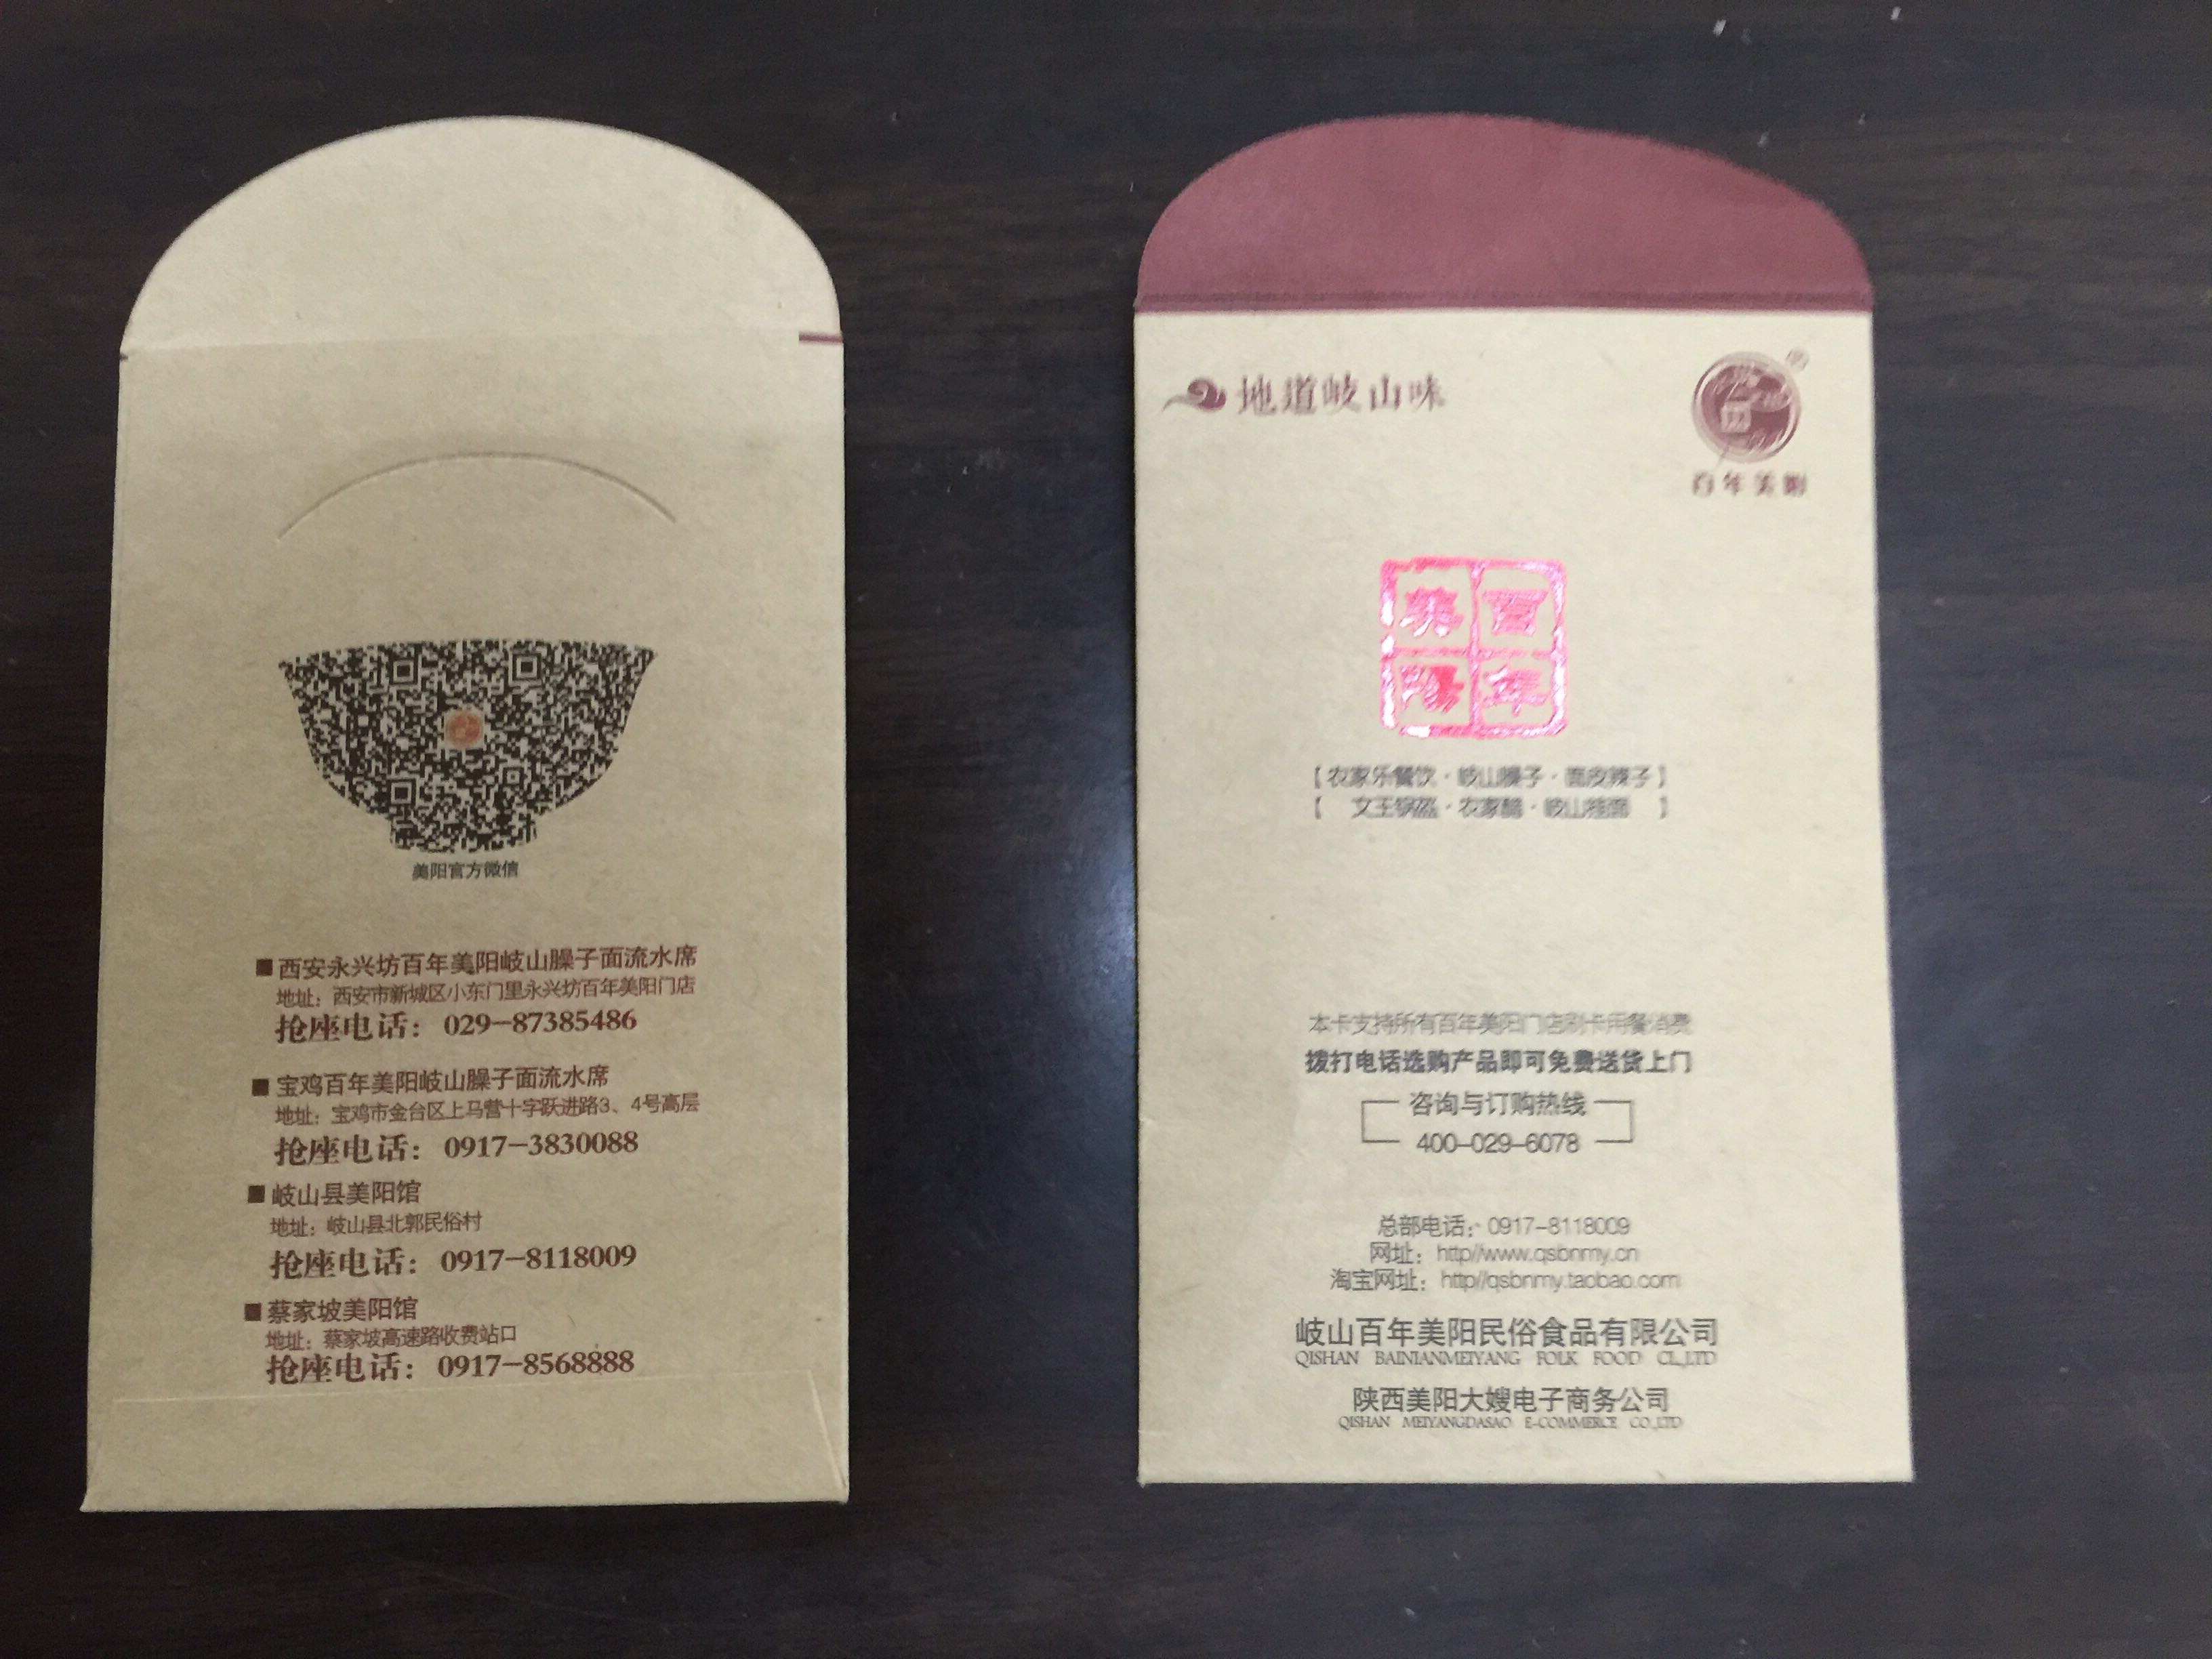 美阳官方微信
■西安永兴坊百年美阳岐山臊子面流水席
地址：西安市新城区小东门里永兴坊百年美阳门店
抢座电话：029-87385486
■宝鸡百年美阳岐山臊子面流水席
地址：宝鸡市金台区上马营十字跃进路3、4号高层
抢座电话：0917-3830088
■岐山县美阳馆
地址：岐山县北郭民俗村
抢座电话：0917-8118009
■蔡家坡美阳馆
地址：蔡家坡高速路收费站口
抢座电话：0917-8568888
地道岐山味
百年美阳
百年美阳
【农家乐餐饮·岐山臊子·面皮辣子】
【 文王锅盔·农家醋·岐山挂面 】
本卡支持所有百年美阳门店刷卡用餐消费
拨打电话选购产品即可免费送货上门
咨询与订购热线
400-029-6078
总部电话：0917-8118009
网址：http//www.qsbnmy.cn
淘宝网址：http//qsbnmy.taobao.com
岐山百年美阳民俗食品有限公司
QISHAN BAINIANMEIYANG FOLK FOOD CL.,LTD
陕西美阳大嫂电子商务公司
QISHAN MEIYANGDASAO E-COMMERCE CO.,LTD